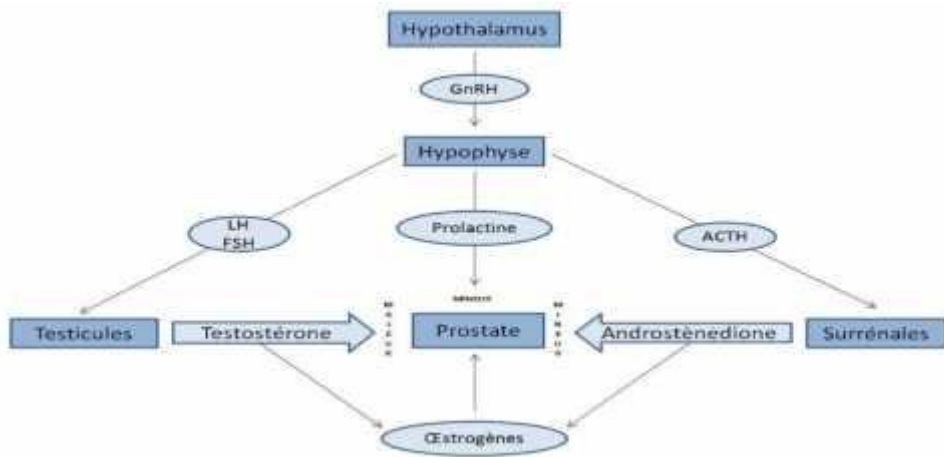 Hypothalamus
GnRH
Hypophyse
LH
FSH
Prolactine
ACTH
Testicules
Testostérone
Prostate
Androstènedione
Surrénales
Œstrogènes